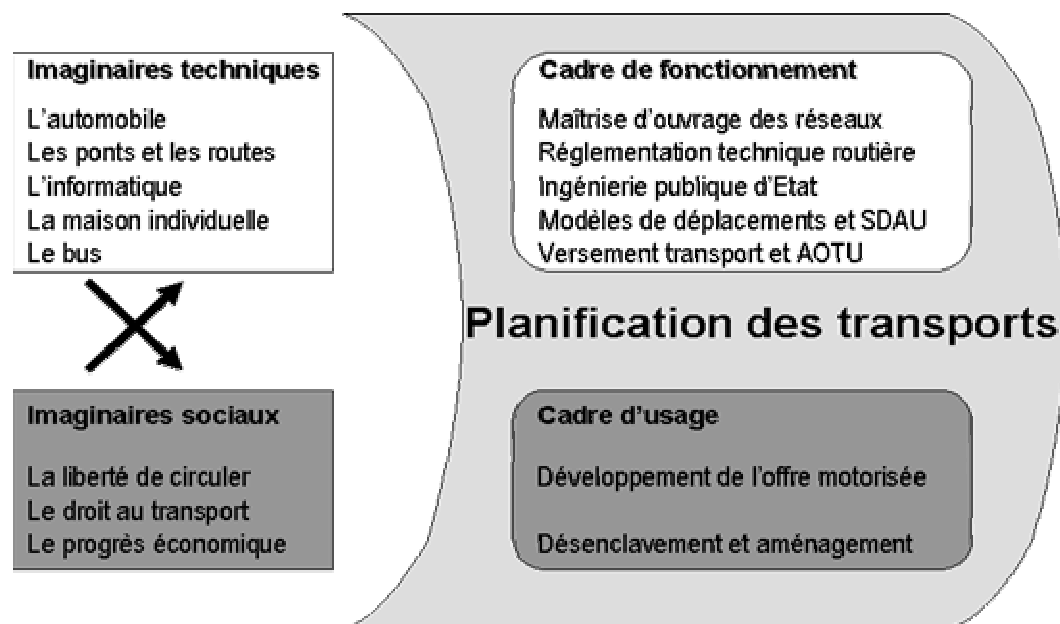 Imaginaires techniques
L'automobile
Les ponts et les routes
L'informatique
La maison individuelle
Le bus
Cadre de fonctionnement
Maîtrise d'ouvrage des réseaux
Réglementation technique routière
Ingénierie publique d'Etat
Modèles de déplacements et SDAU
Versement transport et AOTU
Planification des transports
Imaginaires sociaux
La liberté de circuler
Le droit au transport
Le progrès économique
Cadre d'usage
Développement de l'offre motorisée
Désenclavement et aménagement